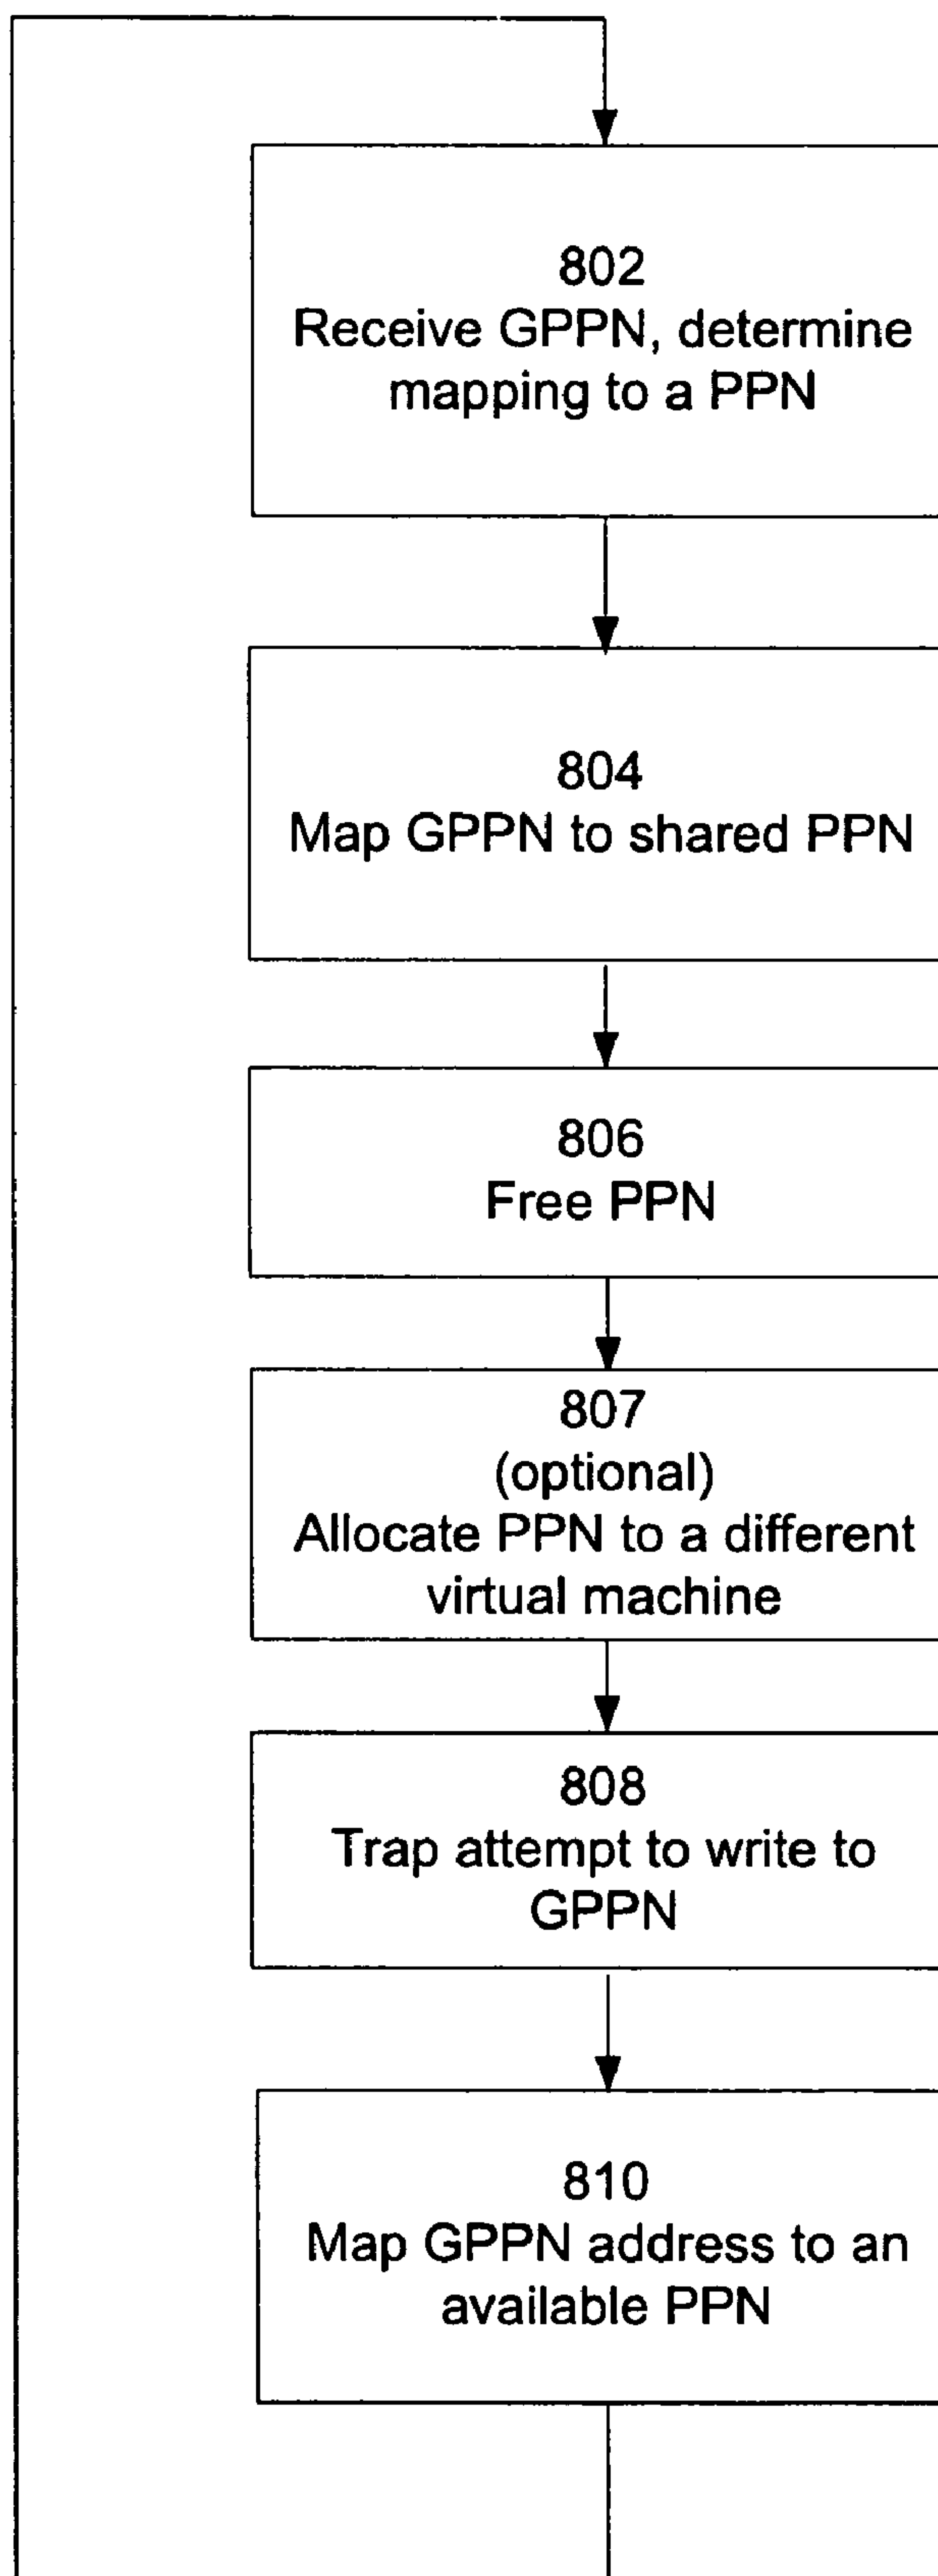 802
Receive GPPN, determine
mapping to a PPN
804
Map GPPN to shared PPN
806
Free PPN
807
(optional)
Allocate PPN to a different
virtual machine
808
Trap attempt to write to
GPPN
810
Map GPPN address to an
available PPN